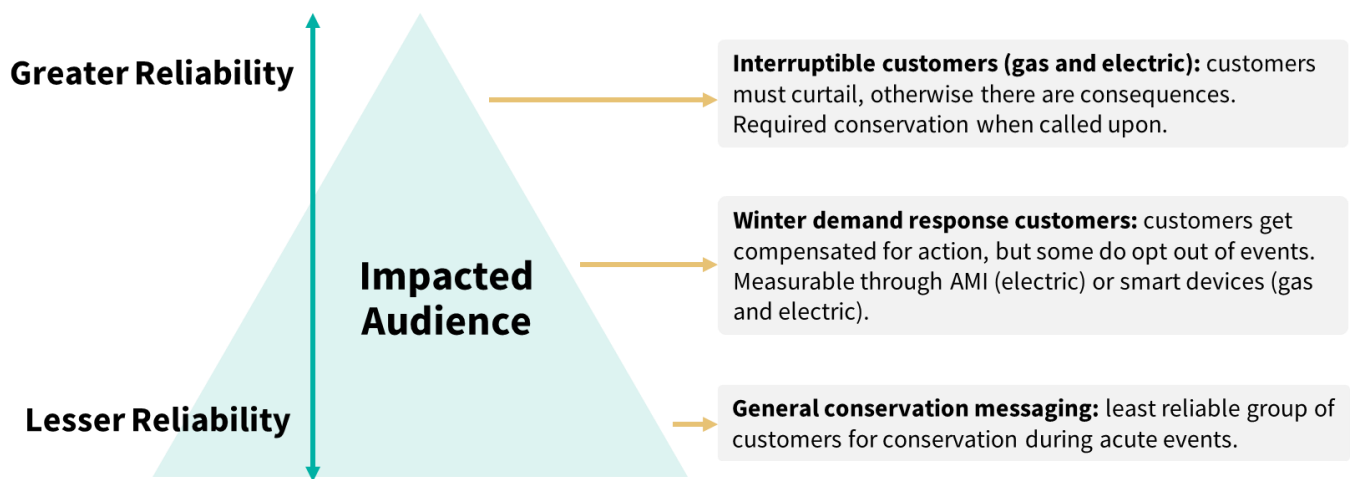 Greater Reliability
Interruptible customers (gas and electric): customers
must curtail, otherwise there are consequences.
Required conservation when called upon.
Impacted
Audience
Winter demand response customers: customers get
compensated for action, but some do opt out of events.
Measurable through AMI (electric) or smart devices (gas
and electric).
Lesser Reliability
General conservation messaging: least reliable group of
customers for conservation during acute events.